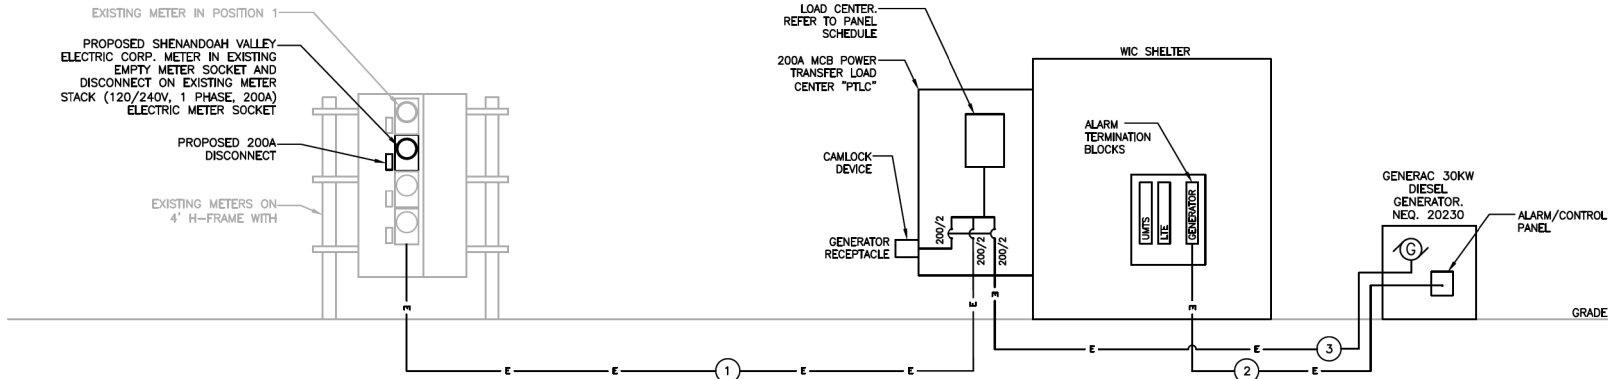 EXISTING METER IN POSITION 1
PROPOSED SHENANDOAH VALLEY
ELECTRIC CORP. METER IN EXISTING
EMPTY METER SOCKET AND
DISCONNECT ON EXISTING METER
STACK (120/240V, 1 PHASE, 200A)
ELECTRIC METER SOCKET
PROPOSED 200A
DISCONNECT
EXISTING METERS ON
4' H-FRAME WITH
LOAD CENTER.
REFER TO PANEL
SCHEDULE
200A MCB POWER
TRANSFER LOAD
CENTER "PTLC"
CAMLOCK
DEVICE
GENERATOR
RECEPTACLE
200/2
200/2
200/2
WIC SHELTER
ALARM
TERMINATION
BLOCKS
UMTS
LTE
GENERATOR
GENERAC 30KW
DIESEL
GENERATOR.
NEQ. 20230
G
ALARM/CONTROL
PANEL
GRADE
E
E
E
E
E
E
1
E
E
E
E
3
2
E